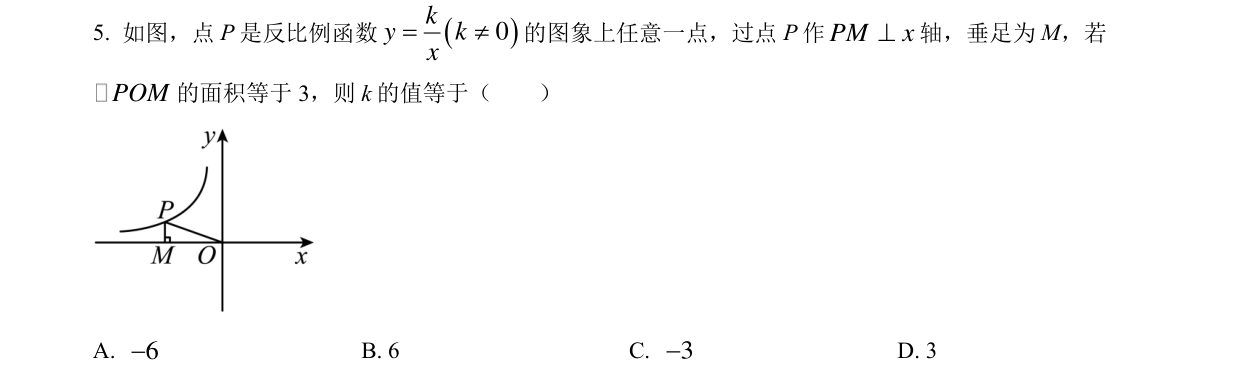 5. 如图，点 P 是反比例函数 y = k/x (k ≠ 0) 的图象上任意一点，过点 P 作 PM ⊥ x 轴，垂足为 M，若
□POM 的面积等于 3，则 k 的值等于（　　）
y
P
M O x
A. −6 B. 6 C. −3 D. 3